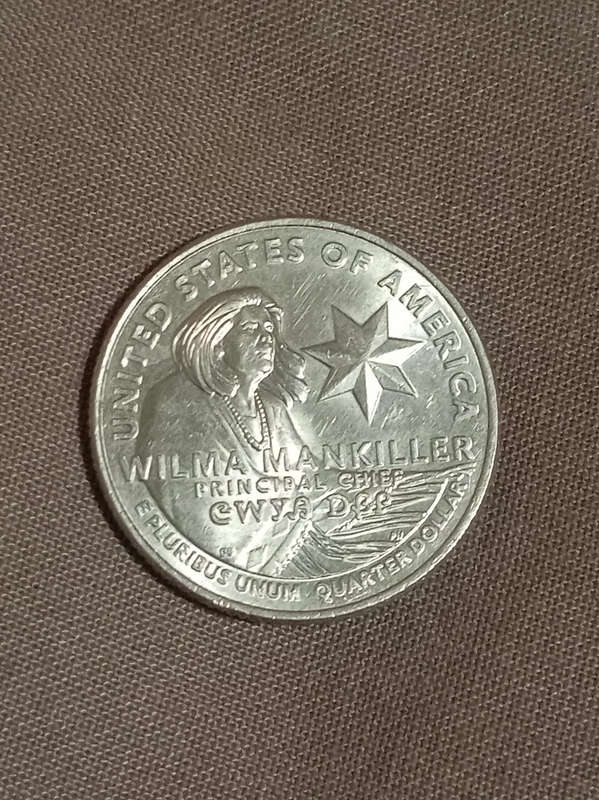 UNITED STATES OF AMERICA
WILMA MANKILLER
PRINCIPAL CHIEF
ᏣᎳᎩ ᎠᏰᎵ
E PLURIBUS UNUM · QUARTER DOLLAR